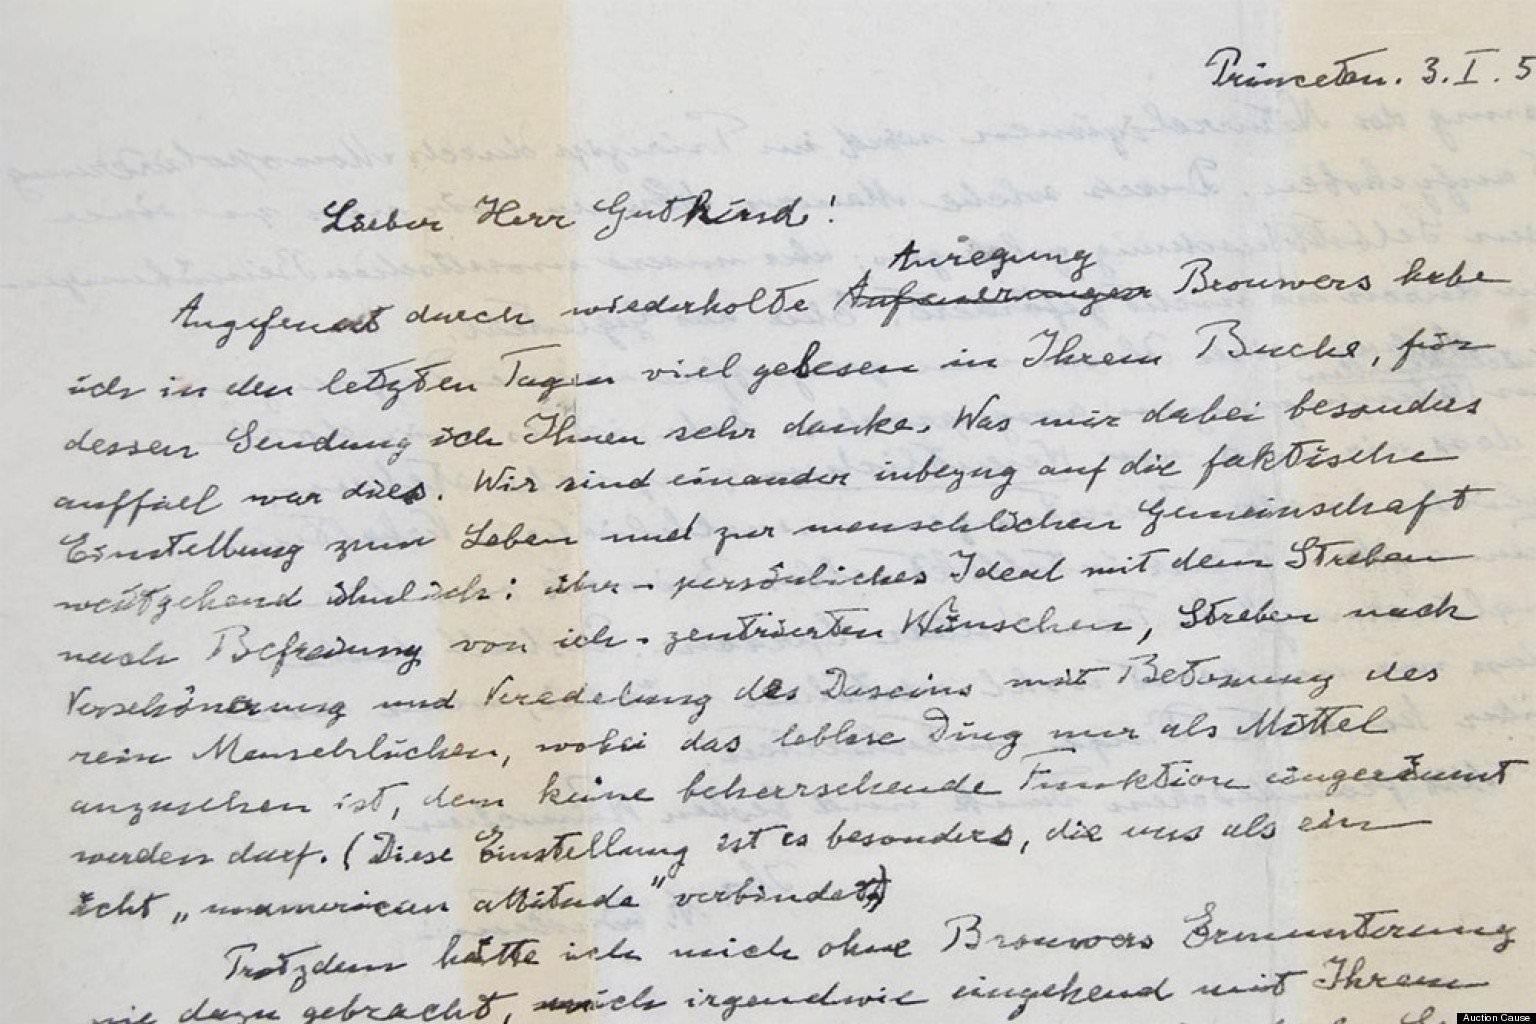 Princeton. 3. I. 5
Lieber Herr Gutkind!
Anregung
Angefeuert durch wiederholte Aufeuerungen Brouwers habe
ich in den letzten Tagen viel gelesen in Ihrem Buche, für
dessen Sendung ich Ihnen sehr danke. Was mir dabei besonders
auffiel war dies. Wir sind einander inbezug auf die faktische
Einstellung zum Leben und zur menschlichen Gemeinschaft
weitgehend ähnlich: über-persönliches Ideal mit dem Streben
nach Befreiung von ich-zentrierten Wünschen, Streben nach
Verschönerung und Veredelung des Daseins mit Betonung des
rein Menschlichen, wobei das leblose Ding nur als Mittel
anzusehen ist, dem keine beherrschende Funktion eingeräumt
werden darf. (Diese Einstellung ist es besonders, die uns als ein
ächt „unamerican attitude" verbindet)
Trotzdem hätte ich mich ohne Brouwers Ermunterung
nie dazu gebracht, mich irgendwie eingehend mit Ihrem
Auction Cause